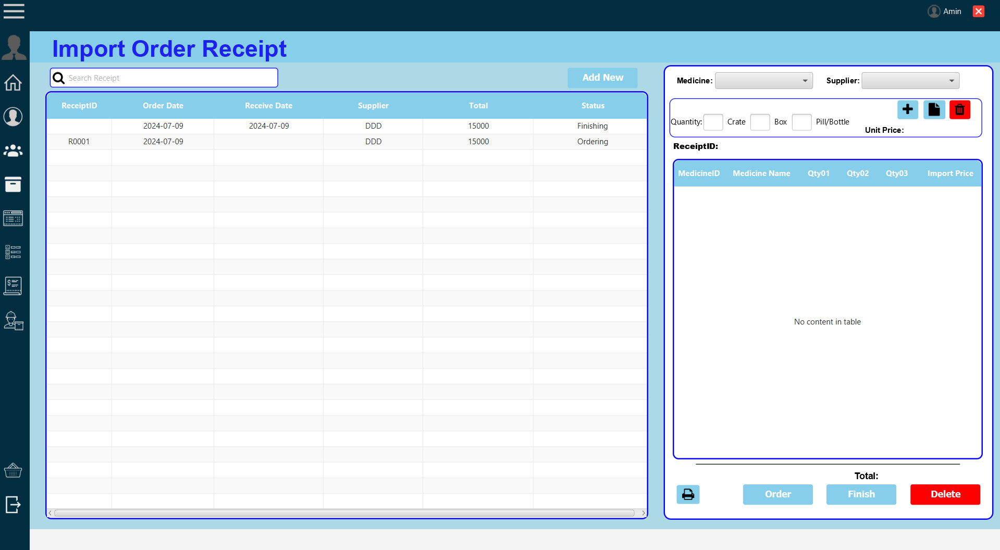 Amin
Import Order Receipt
Search Receipt
Add New
ReceiptID Order Date Receive Date Supplier Total Status
2024-07-09 2024-07-09 DDD 15000 Finishing
R0001 2024-07-09 DDD 15000 Ordering
Medicine: Supplier:
Quantity: Crate Box Pill/Bottle
Unit Price:
ReceiptID:
MedicineID Medicine Name Qty01 Qty02 Qty03 Import Price
No content in table
Total:
Order Finish Delete